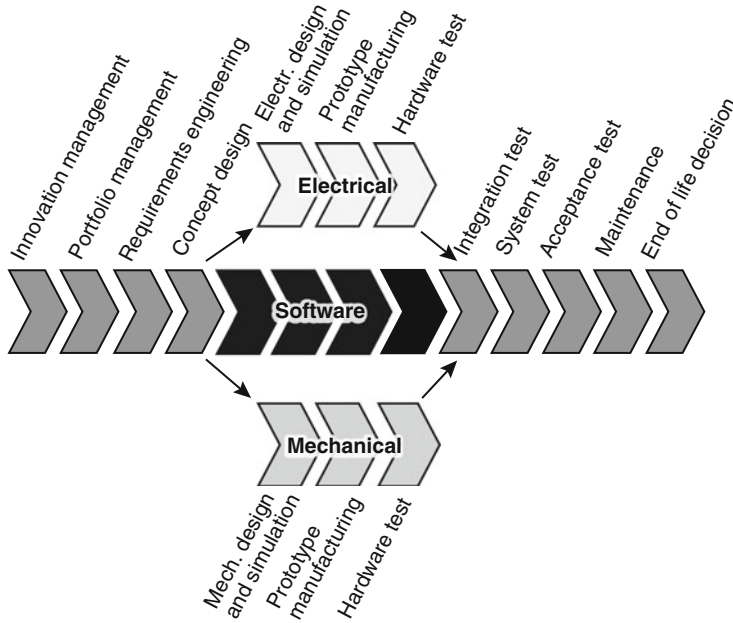 Innovation management
Portfolio management
Requirements engineering
Concept design
Electr. design
and simulation
Prototype
manufacturing
Hardware test
Electrical
Integration test
System test
Acceptance test
Maintenance
End of life decision
Software
Mechanical
Mech. design
and simulation
Prototype
manufacturing
Hardware test